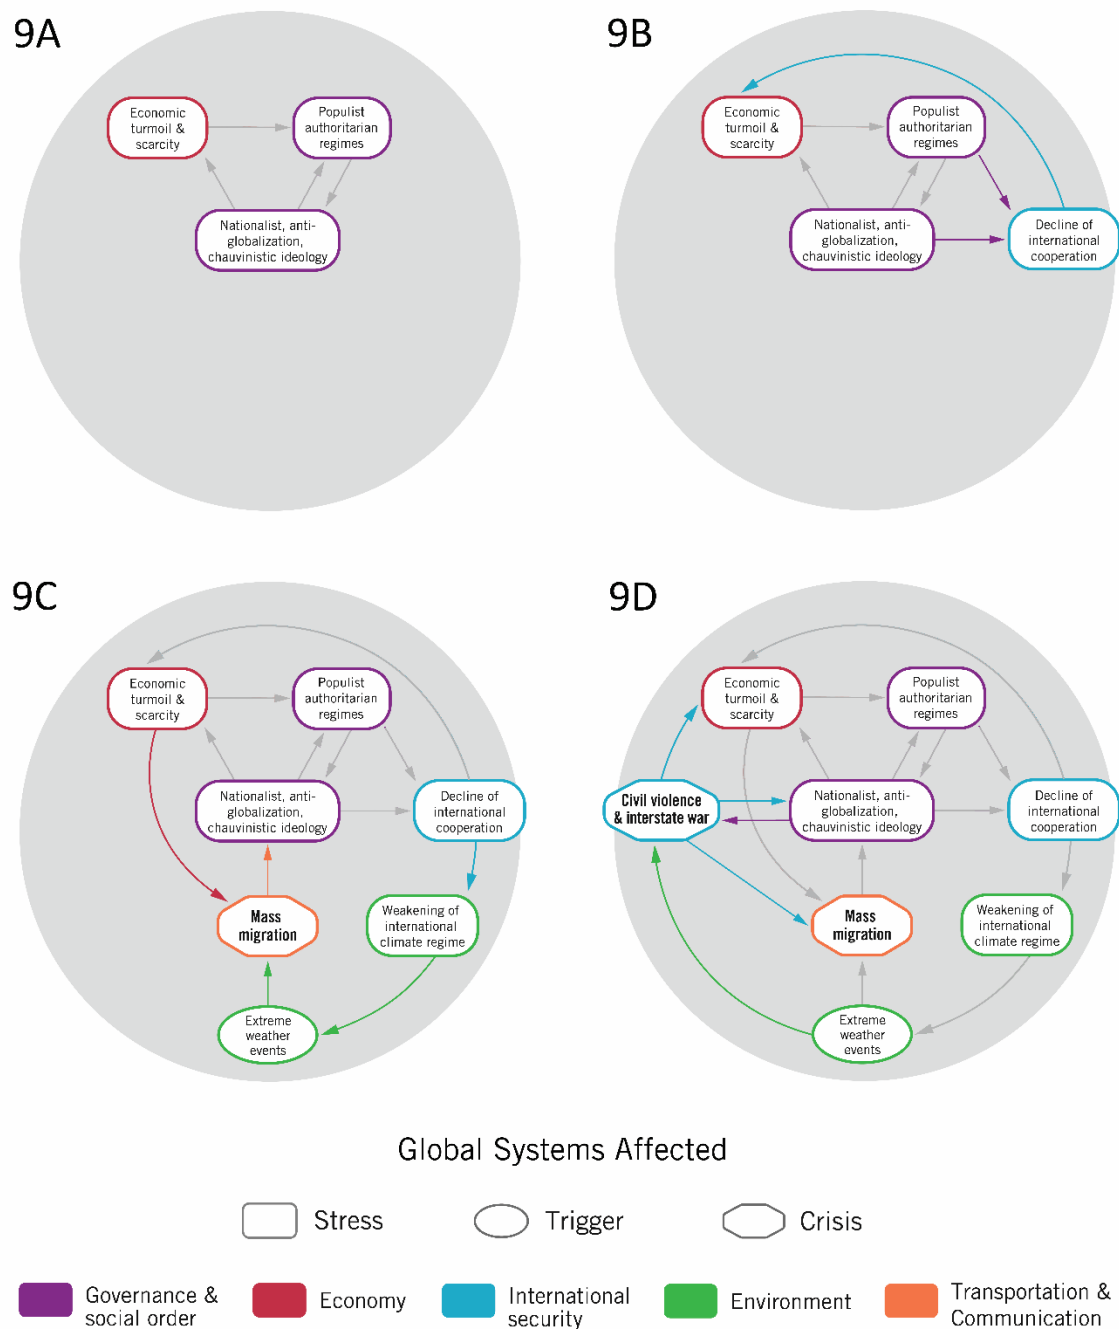 9A
Economic
turmoil &
scarcity
Populist
authoritarian
regimes
Nationalist, anti-
globalization,
chauvinistic ideology
9B
Economic
turmoil &
scarcity
Populist
authoritarian
regimes
Nationalist, anti-
globalization,
chauvinistic ideology
Decline of
international
cooperation
9C
Economic
turmoil &
scarcity
Populist
authoritarian
regimes
Nationalist, anti-
globalization,
chauvinistic ideology
Decline of
international
cooperation
Mass
migration
Weakening of
international
climate regime
Extreme
weather
events
9D
Economic
turmoil &
scarcity
Populist
authoritarian
regimes
Civil violence
& interstate war
Nationalist, anti-
globalization,
chauvinistic ideology
Decline of
international
cooperation
Mass
migration
Weakening of
international
climate regime
Extreme
weather
events
Global Systems Affected
Stress
Trigger
Crisis
Governance &
social order
Economy
International
security
Environment
Transportation &
Communication